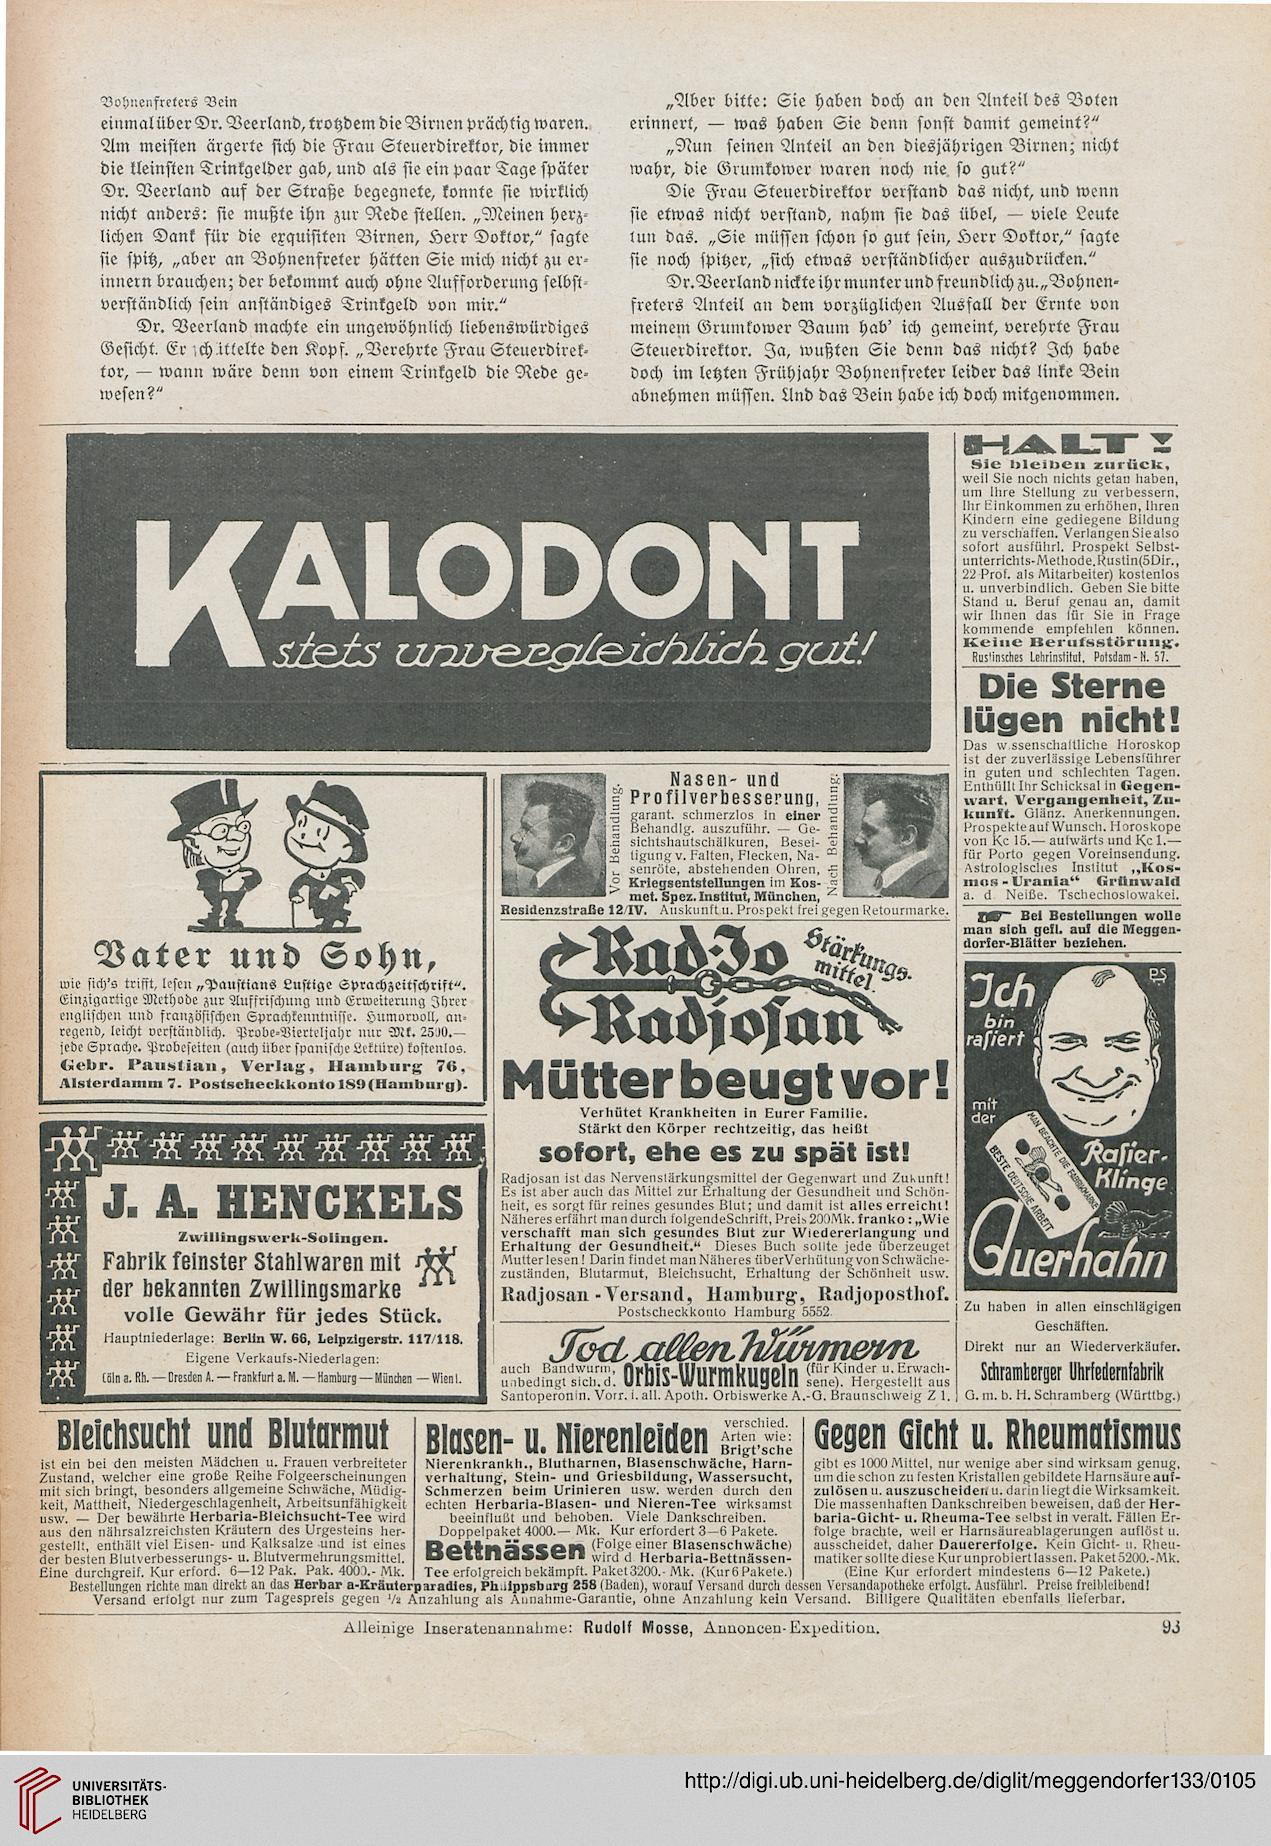 Bohnenfreters Bein
einmal über Dr. Veerland, trotzdem die Birnen prächtig waren.
Am meisten ärgerte sich die Frau Steuerdirektor, die immer
die kleinsten Trinkgelder gab, und als sie ein paar Tage später
Dr. Veerland auf der Straße begegnete, konnte sie wirklich
nicht anders: sie mußte ihn zur Rede stellen. „Meinen herz-
lichen Dank für die exquisiten Birnen, Herr Doktor,“ sagte
sie spitz, „aber an Bohnenfreter hätten Sie mich nicht zu er-
innern brauchen; der bekommt auch ohne Aufforderung selbst-
verständlich sein anständiges Trinkgeld von mir.“
Dr. Veerland machte ein ungewöhnlich liebenswürdiges
Gesicht. Er schüttelte den Kopf. „Verehrte Frau Steuerdirek-
tor, — wann wäre denn von einem Trinkgeld die Rede ge-
wesen?“
„Aber bitte: Sie haben doch an den Anteil des Boten
erinnert, — was haben Sie denn sonst damit gemeint?“
„Nun seinen Anteil an den diesjährigen Birnen; nicht
wahr, die Grumkower waren noch nie so gut?“
Die Frau Steuerdirektor verstand das nicht, und wenn
sie etwas nicht verstand, nahm sie das übel, — viele Leute
tun das. „Sie müssen schon so gut sein, Herr Doktor,“ sagte
sie noch spitzer, „sich etwas verständlicher auszudrücken.“
Dr. Veerland nickte ihr munter und freundlich zu. „Bohnen-
freters Anteil an dem vorzüglichen Ausfall der Ernte von
meinem Grumkower Baum hab’ ich gemeint, verehrte Frau
Steuerdirektor. Ja, wußten Sie denn das nicht? Ich habe
doch im letzten Frühjahr Bohnenfreter leider das linke Bein
abnehmen müssen. Und das Bein habe ich doch mitgenommen.
KALODONT
stets unvergleichlich gut!
HALT!
Sie bleiben zurück,
weil Sie noch nichts getan haben,
um Ihre Stellung zu verbessern,
Ihr Einkommen zu erhöhen, Ihren
Kindern eine gediegene Bildung
zu verschaffen. Verlangen Sie also
sofort ausführl. Prospekt Selbst-
unterrichts-Methode Rustin (5 Dir.,
22 Prof. als Mitarbeiter) kostenlos
u. unverbindlich. Geben Sie bitte
Stand u. Beruf genau an, damit
wir Ihnen das für Sie in Frage
kommende empfehlen können.
Keine Berufsstörung.
Rustinsches Lehrinstitut, Potsdam-N. 57.
Die Sterne
lügen nicht!
Das wissenschaftliche Horoskop
ist der zuverlässige Lebensführer
in guten und schlechten Tagen.
Enthüllt Ihr Schicksal in Gegen-
wart, Vergangenheit, Zu-
kunft. Glänz. Anerkennungen.
Prospekte auf Wunsch. Horoskope
von Kc 15.— aufwärts und Kc 1.—
für Porto gegen Voreinsendung.
Astrologisches Institut „Kos-
mos-Urania“ Grünwald
a. d. Neiße. Tschechoslowakei.
Bei Bestellungen wolle
man sich gefl. auf die Meggen-
dorfer-Blätter beziehen.
Ich
bin
rasiert
PS
mit
der
MAN BEACHTE DIE FABRIKMARKE
BESTE DEUTSCHE ARBEIT
Rasier-
Klinge
Auerhahn
Zu haben in allen einschlägigen
Geschäften.
Direkt nur an Wiederverkäufer.
Schramberger Uhrfedernfabrik
G. m. b. H. Schramberg (Württbg.)
Vater und Sohn,
wie sich’s trifft, lesen „Paustians Lustige Sprachzeitschrift“.
Einzigartige Methode zur Auffrischung und Erweiterung Ihrer
englischen und französischen Sprachkenntnisse. Humorvoll, an-
regend, leicht verständlich. Probe-Vierteljahr nur Mk. 2500.—
jede Sprache. Probeseiten (auch über spanische Lektüre) kostenlos.
Gebr. Paustian, Verlag, Hamburg 76,
Alsterdamm 7. Postscheckkonto 189 (Hamburg).
J. A. HENCKELS
Zwillingswerk-Solingen.
Fabrik feinster Stahlwaren mit
der bekannten Zwillingsmarke
volle Gewähr für jedes Stück.
Hauptniederlage: Berlin W. 66, Leipzigerstr. 117/118.
Eigene Verkaufs-Niederlagen:
Cöln a. Rh. — Dresden A. — Frankfurt a. M. — Hamburg — München — Wien I.
Vor Behandlung.
Nasen- und
Profilverbesserung,
garant. schmerzlos in einer
Behandlg. auszuführ. — Ge-
sichtshautschälkuren, Besei-
tigung v. Falten, Flecken, Na-
senröte, abstehenden Ohren,
Kriegsentstellungen im Kos-
met. Spez. Institut, München,
Nach Behandlung:
Residenzstraße 12/IV. Auskunft u. Prospekt frei gegen Retourmarke.
Rad-Jo
Stärkungs-
mittel
Radjosan
Mütter beugt vor!
Verhütet Krankheiten in Eurer Familie.
Stärkt den Körper rechtzeitig, das heißt
sofort, ehe es zu spät ist!
Radjosan ist das Nervenstärkungsmittel der Gegenwart und Zukunft!
Es ist aber auch das Mittel zur Erhaltung der Gesundheit und Schön-
heit, es sorgt für reines gesundes Blut; und damit ist alles erreicht!
Näheres erfährt man durch folgende Schrift, Preis 200 Mk. franko: „Wie
verschafft man sich gesundes Blut zur Wiedererlangung und
Erhaltung der Gesundheit.“ Dieses Buch sollte jede überzeuget
Mutter lesen! Darin findet man Näheres über Verhütung von Schwäche-
zuständen, Blutarmut, Bleichsucht, Erhaltung der Schönheit usw.
Radjosan-Versand, Hamburg, Radjoposthof.
Postscheckkonto Hamburg 5552.
Tod allen Würmern
auch Bandwurm,
unbedingt sich. d.
Orbis-Wurmkugeln
(für Kinder u. Erwach-
sene). Hergestellt aus
Santoperonin. Vorr. i. all. Apoth. Orbiswerke A.-G. Braunschweig Z 1.
Bleichsucht und Blutarmut
ist ein bei den meisten Mädchen u. Frauen verbreiteter
Zustand, welcher eine große Reihe Folgeerscheinungen
mit sich bringt, besonders allgemeine Schwäche, Müdig-
keit, Mattheit, Niedergeschlagenheit, Arbeitsunfähigkeit
usw. — Der bewährte Herbaria-Bleichsucht-Tee wird
aus den nährsalzreichsten Kräutern des Urgesteins her-
gestellt, enthält viel Eisen- und Kalksalze und ist eines
der besten Blutverbesserungs- u. Blutvermehrungsmittel.
Eine durchgreif. Kur erford. 6—12 Pak. Pak. 4000.- Mk.
Blasen- u. Nierenleiden
verschied.
Arten wie:
Brigt’sche
Nierenkrankh., Blutharnen, Blasenschwäche, Harn-
verhaltung, Stein- und Griesbildung, Wassersucht,
Schmerzen beim Urinieren usw. werden durch den
echten Herbaria-Blasen- und Nieren-Tee wirksamst
beeinflußt und behoben. Viele Dankschreiben.
Doppelpaket 4000.— Mk. Kur erfordert 3—6 Pakete.
Bettnässen
(Folge einer Blasenschwäche)
wird d. Herbaria-Bettnässen-
Tee erfolgreich bekämpft. Paket 3200.- Mk. (Kur 6 Pakete.)
Gegen Gicht u. Rheumatismus
gibt es 1000 Mittel, nur wenige aber sind wirksam genug,
um die schon zu festen Kristallen gebildete Harnsäure auf-
zulösen u. auszuscheiden u. darin liegt die Wirksamkeit.
Die massenhaften Dankschreiben beweisen, daß der Her-
baria-Gicht- u. Rheuma-Tee selbst in veralt. Fällen Er-
folge brachte, weil er Harnsäureablagerungen auflöst u.
ausscheidet, daher Dauererfolge. Kein Gicht- u. Rheu-
matiker sollte diese Kur unprobiert lassen. Paket 5200.-Mk.
(Eine Kur erfordert mindestens 6—12 Pakete.)
Bestellungen richte man direkt an das Herbaria-Kräuterparadies, Philippsburg 258 (Baden), worauf Versand durch dessen Versandapotheke erfolgt. Ausführl. Preise freibleibend!
Versand erfolgt nur zum Tagespreis gegen 1/2 Anzahlung als Annahme-Garantie, ohne Anzahlung kein Versand. Billigere Qualitäten ebenfalls lieferbar.
Alleinige Inseratenannahme: Rudolf Mosse, Annoncen-Expedition.
93
UNIVERSITÄTS-
BIBLIOTHEK
HEIDELBERG
http://digi.ub.uni-heidelberg.de/diglit/meggendorfer133/0105